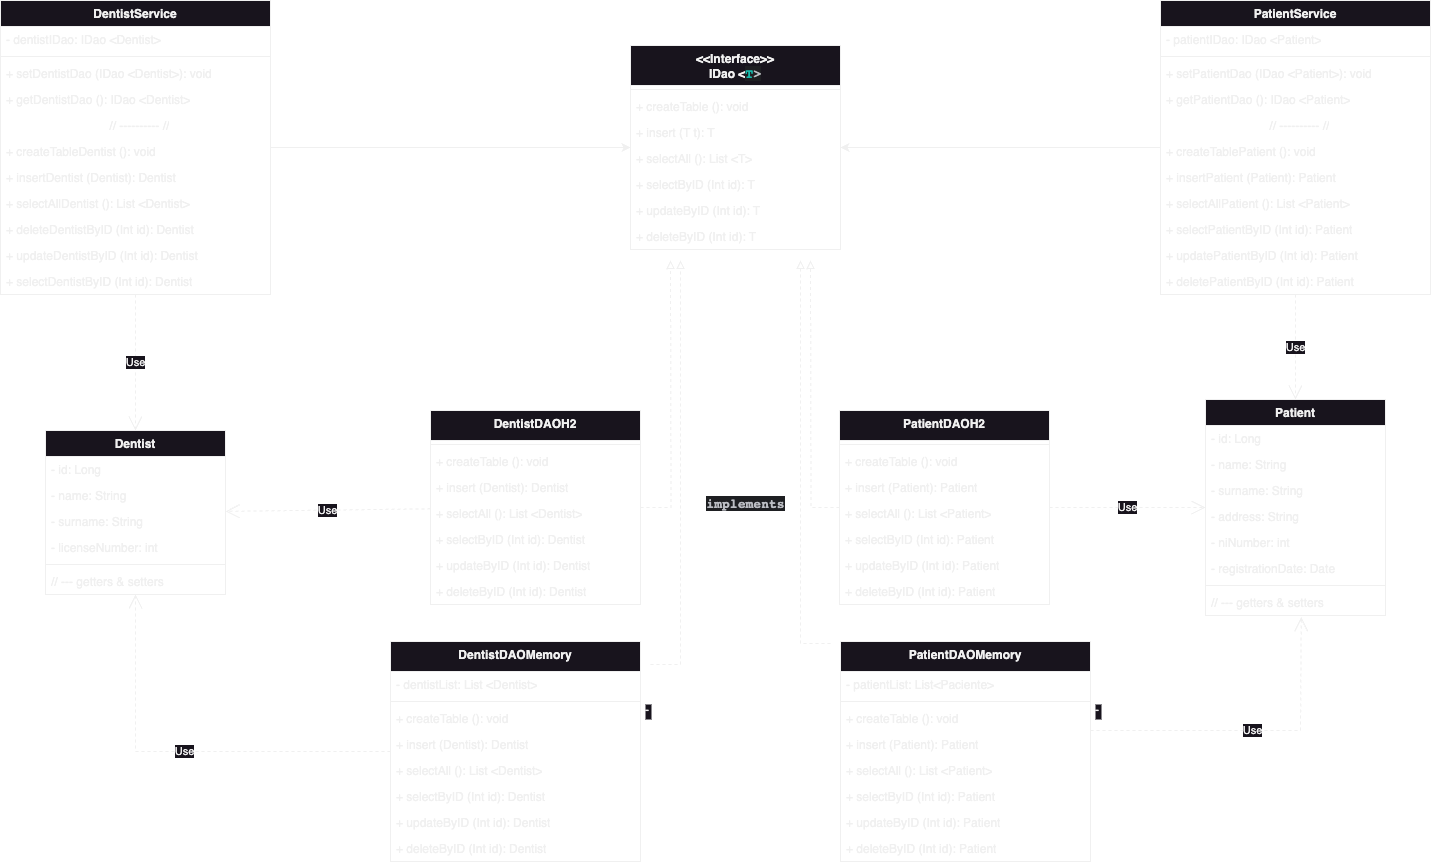 DentistService
- dentistIDao: IDao <Dentist>
+ setDentistDao (IDao <Dentist>): void
+ getDentistDao (): IDao <Dentist>
// ---------- //
+ createTableDentist (): void
+ insertDentist (Dentist): Dentist
+ selectAllDentist (): List <Dentist>
+ deleteDentistByID (Int id): Dentist
+ updateDentistByID (Int id): Dentist
+ selectDentistByID (Int id): Dentist
<<Interface>>
IDao <T>
+ createTable (): void
+ insert (T t): T
+ selectAll (): List <T>
+ selectByID (Int id): T
+ updateByID (Int id): T
+ deleteByID (Int id): T
PatientService
- patientIDao: IDao <Patient>
+ setPatientDao (IDao <Patient>): void
+ getPatientDao (): IDao <Patient>
// ---------- //
+ createTablePatient (): void
+ insertPatient (Patient): Patient
+ selectAllPatient (): List <Patient>
+ selectPatientByID (Int id): Patient
+ updatePatientByID (Int id): Patient
+ deletePatientByID (Int id): Patient
Use
Use
Dentist
- id: Long
- name: String
- surname: String
- licenseNumber: int
// --- getters & setters
Use
DentistDAOH2
+ createTable (): void
+ insert (Dentist): Dentist
+ selectAll (): List <Dentist>
+ selectByID (Int id): Dentist
+ updateByID (Int id): Dentist
+ deleteByID (Int id): Dentist
implements
PatientDAOH2
+ createTable (): void
+ insert (Patient): Patient
+ selectAll (): List <Patient>
+ selectByID (Int id): Patient
+ updateByID (Int id): Patient
+ deleteByID (Int id): Patient
Use
Patient
- id: Long
- name: String
- surname: String
- address: String
- niNumber: int
- registrationDate: Date
// --- getters & setters
Use
DentistDAOMemory
- dentistList: List <Dentist>
+ createTable (): void
+ insert (Dentist): Dentist
+ selectAll (): List <Dentist>
+ selectByID (Int id): Dentist
+ updateByID (Int id): Dentist
+ deleteByID (Int id): Dentist
-
PatientDAOMemory
- patientList: List<Paciente>
+ createTable (): void
+ insert (Patient): Patient
+ selectAll (): List <Patient>
+ selectByID (Int id): Patient
+ updateByID (Int id): Patient
+ deleteByID (Int id): Patient
-
Use